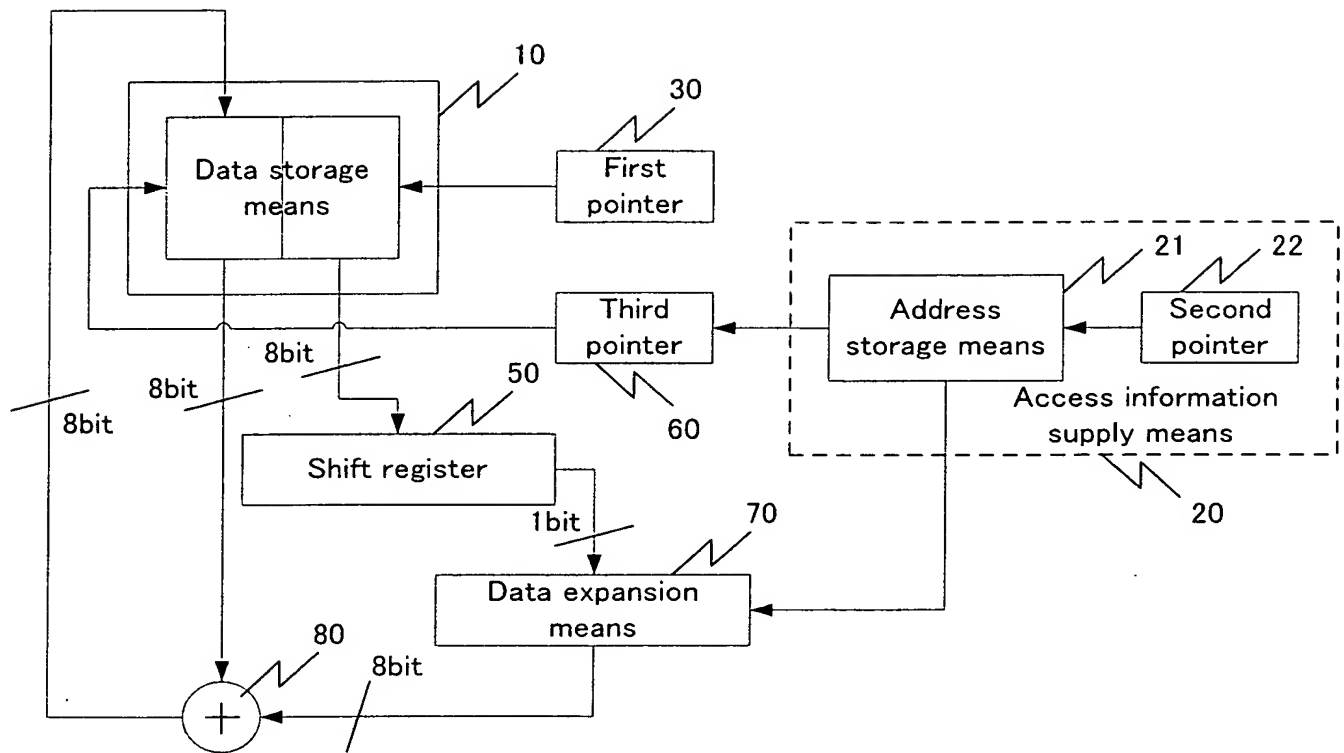 10
30
Data storage
means
First
pointer
21
22
Third
pointer
Address
storage means
Second
pointer
8bit
8bit
8bit
50
60
Access information
supply means
Shift register
20
1bit
70
Data expansion
means
80
8bit
+